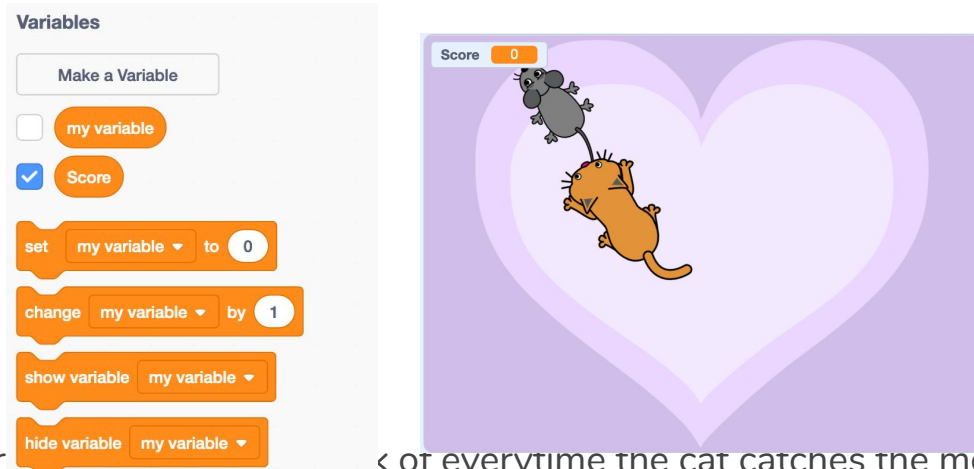 Variables
Make a Variable
my variable
Score
set my variable to 0
change my variable by 1
show variable my variable
hide variable my variable
Score 0
of everytime the cat catches the